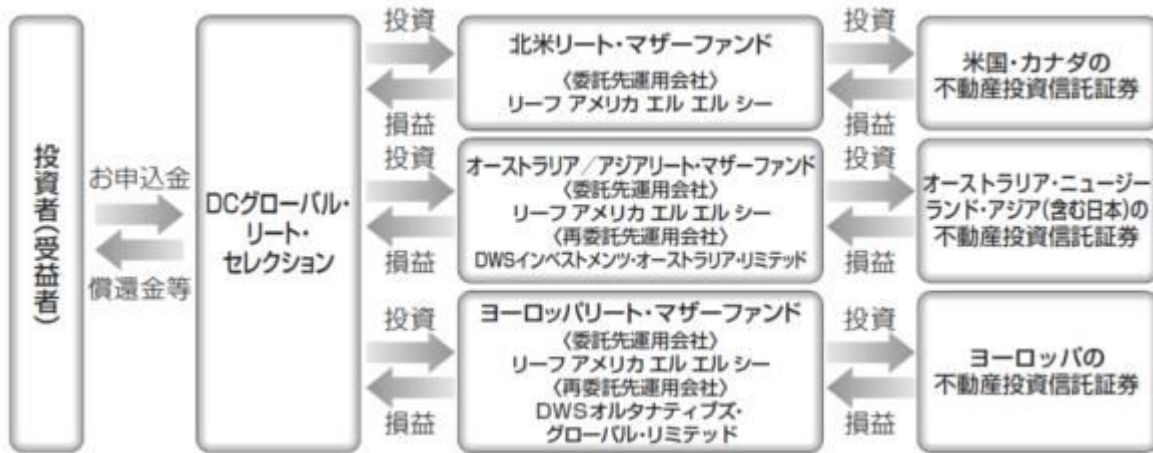 投資者(受益者)
お申込金
償還金等
DCグローバル・
リート・
セレクション
投資
損益
北米リート・マザーファンド
〈委託先運用会社〉
リーフ アメリカ エル エル シー
投資
損益
米国・カナダの
不動産投資信託証券
投資
損益
オーストラリア/アジアリート・マザーファンド
〈委託先運用会社〉
リーフ アメリカ エル エル シー
〈再委託先運用会社〉
DWSインベストメンツ・オーストラリア・リミテッド
投資
損益
オーストラリア・ニュージー
ランド・アジア(含む日本)の
不動産投資信託証券
投資
損益
ヨーロッパリート・マザーファンド
〈委託先運用会社〉
リーフ アメリカ エル エル シー
〈再委託先運用会社〉
DWSオルタナティブズ・
グローバル・リミテッド
投資
損益
ヨーロッパの
不動産投資信託証券